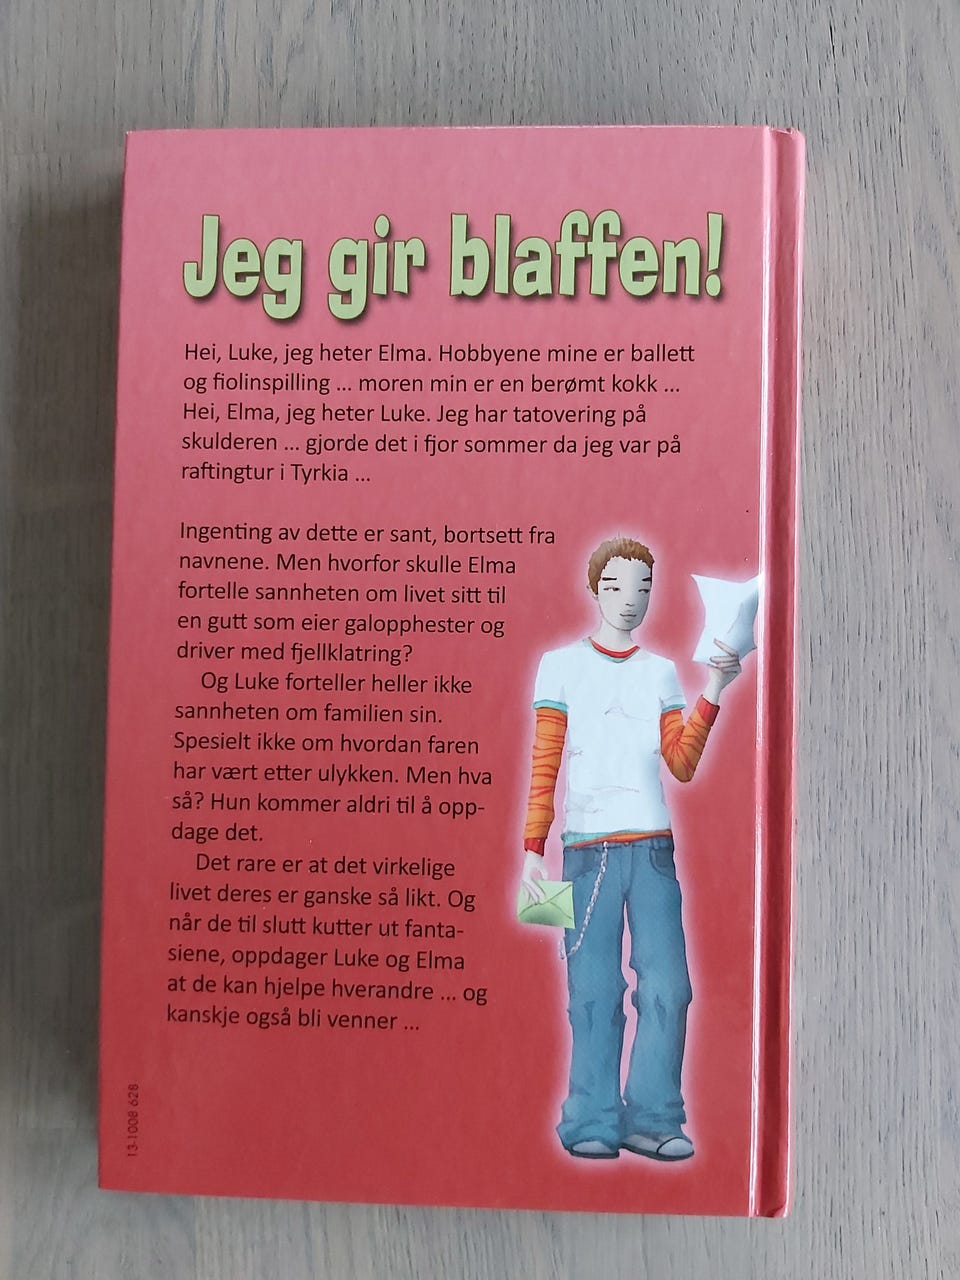 Jeg gir blaffen!
Hei, Luke, jeg heter Elma. Hobbyene mine er ballett
og fiolinspilling ... moren min er en berømt kokk ...
Hei, Elma, jeg heter Luke. Jeg har tatovering på
skulderen ... gjorde det i fjor sommer da jeg var på
raftingtur i Tyrkia ...
Ingenting av dette er sant, bortsett fra
navnene. Men hvorfor skulle Elma
fortelle sannheten om livet sitt til
en gutt som eier galopphester og
driver med fjellklatring?
Og Luke forteller heller ikke
sannheten om familien sin.
Spesielt ikke om hvordan faren
har vært etter ulykken. Men hva
så? Hun kommer aldri til å opp-
dage det.
Det rare er at det virkelige
livet deres er ganske så likt. Og
når de til slutt kutter ut fanta-
siene, oppdager Luke og Elma
at de kan hjelpe hverandre ... og
kanskje også bli venner ...
13-1008 628